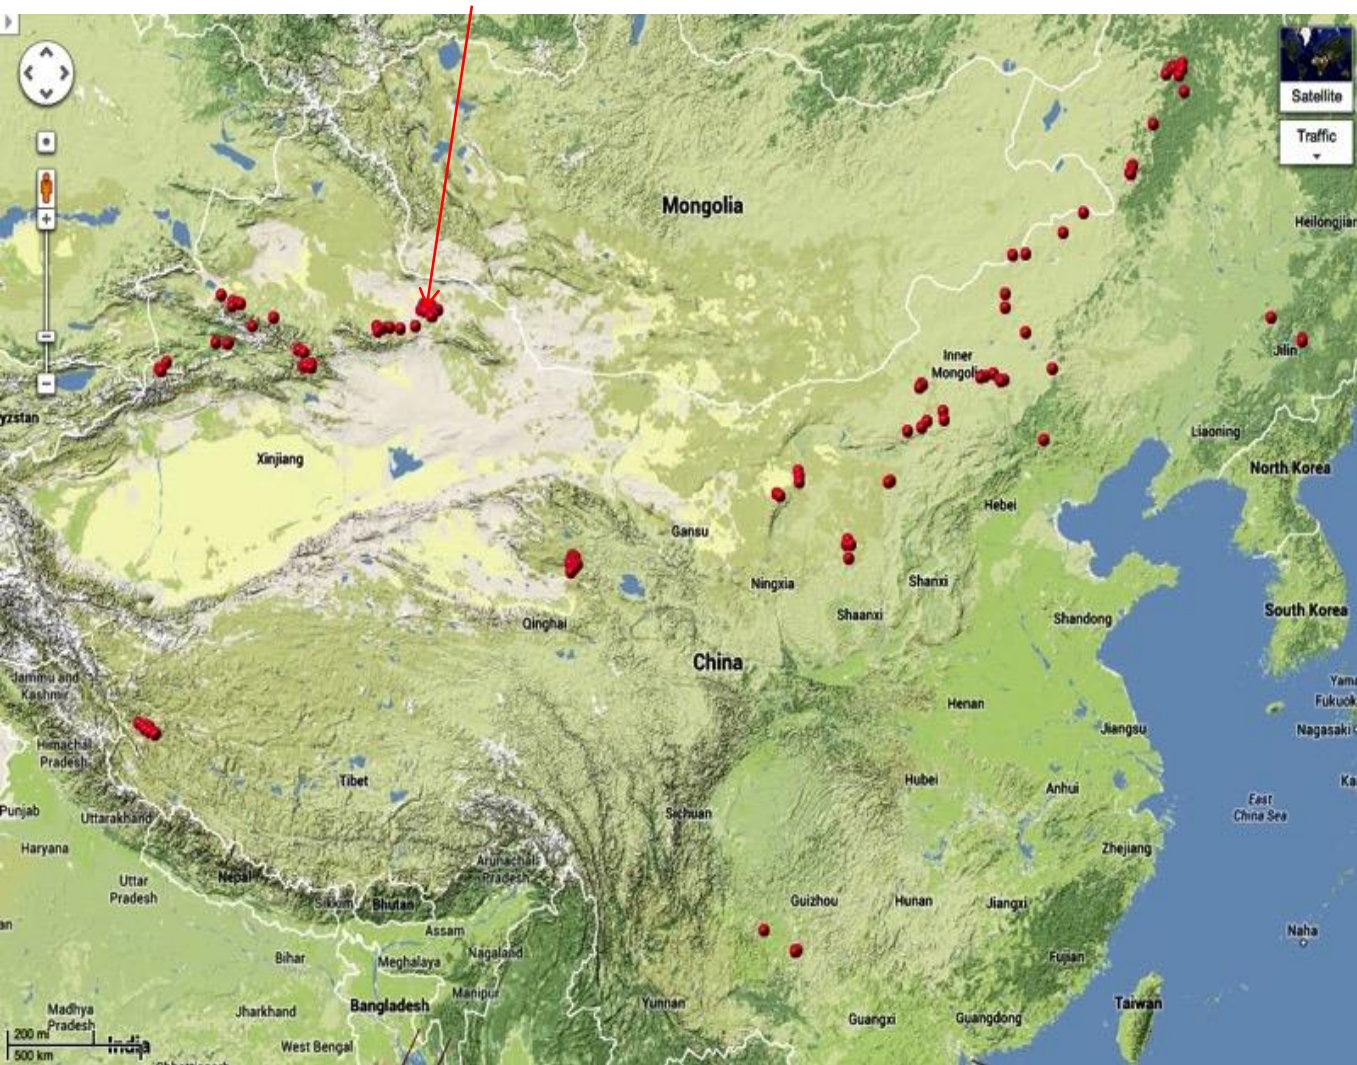 Satellite
Traffic
Mongolia
Heilongjian
Inner
Mongoli
Jilin
yzstan
Liaoning
Xinjiang
North Korea
Hebei
Gansu
Ningxia
Shanxi
Shaanxi
Shandong
South Korea
Qinghai
China
Jammu and
Kashmir
Yama
Fukuok
Henan
Jiangsu
Nagasaki
Himachal
Pradesh
Tibet
Hubei
Anhui
Ka
East
China Sea
Punjab
Uttarakhand
Sichuan
Haryana
Zhejiang
Arunachal
Pradesh
Nepal
Uttar
Pradesh
Sikkim
Bhutan
Guizhou
Hunan
Jiangxi
an
Assam
Naha
Nagaland
Bihar
Meghalaya
Fujian
Manipur
Bangladesh
Yunnan
Taiwan
Madhya
Pradesh
Jharkhand
Guangxi
Guangdong
200 mi
500 km
India
West Bengal